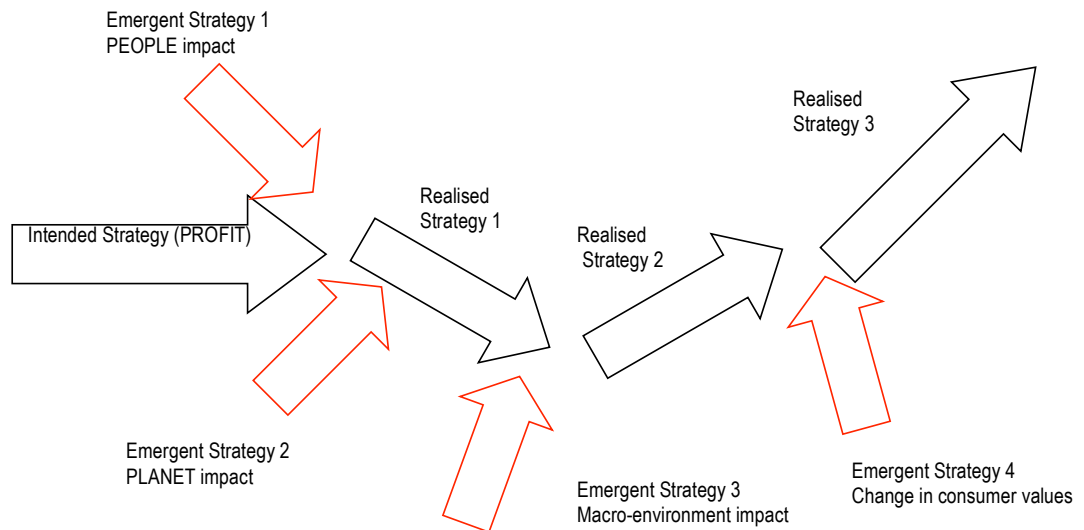 Emergent Strategy 1
PEOPLE impact
Intended Strategy (PROFIT)
Realised
Strategy 1
Realised
Strategy 2
Realised
Strategy 3
Emergent Strategy 2
PLANET impact
Emergent Strategy 3
Macro-environment impact
Emergent Strategy 4
Change in consumer values